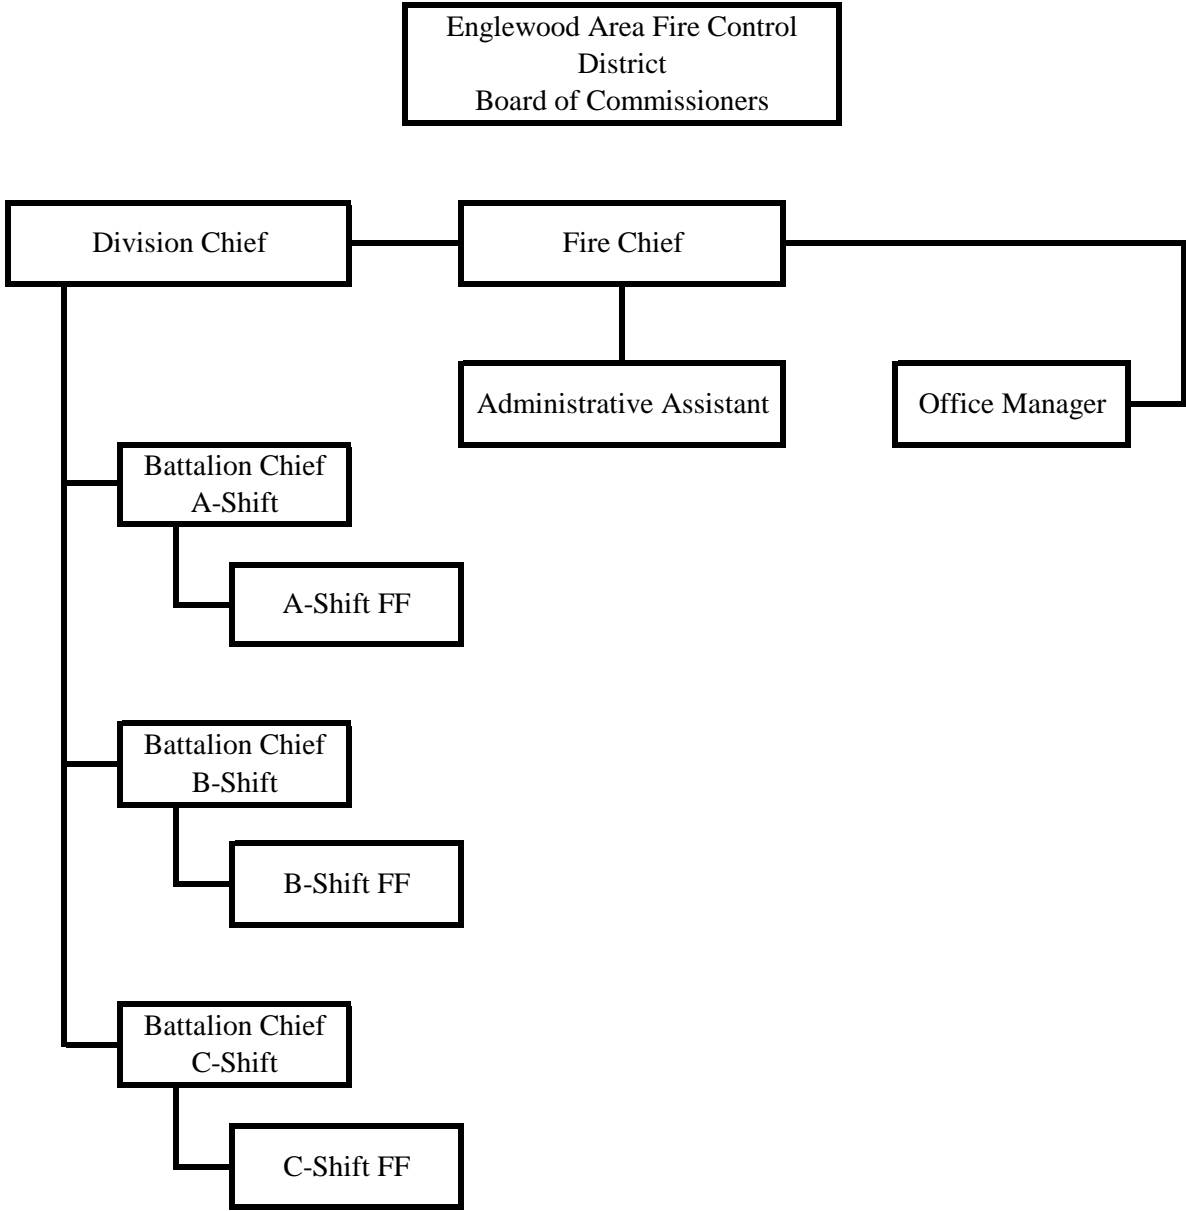 Englewood Area Fire Control
District
Board of Commissioners
Division Chief
Fire Chief
Administrative Assistant
Office Manager
Battalion Chief
A-Shift
A-Shift FF
Battalion Chief
B-Shift
B-Shift FF
Battalion Chief
C-Shift
C-Shift FF